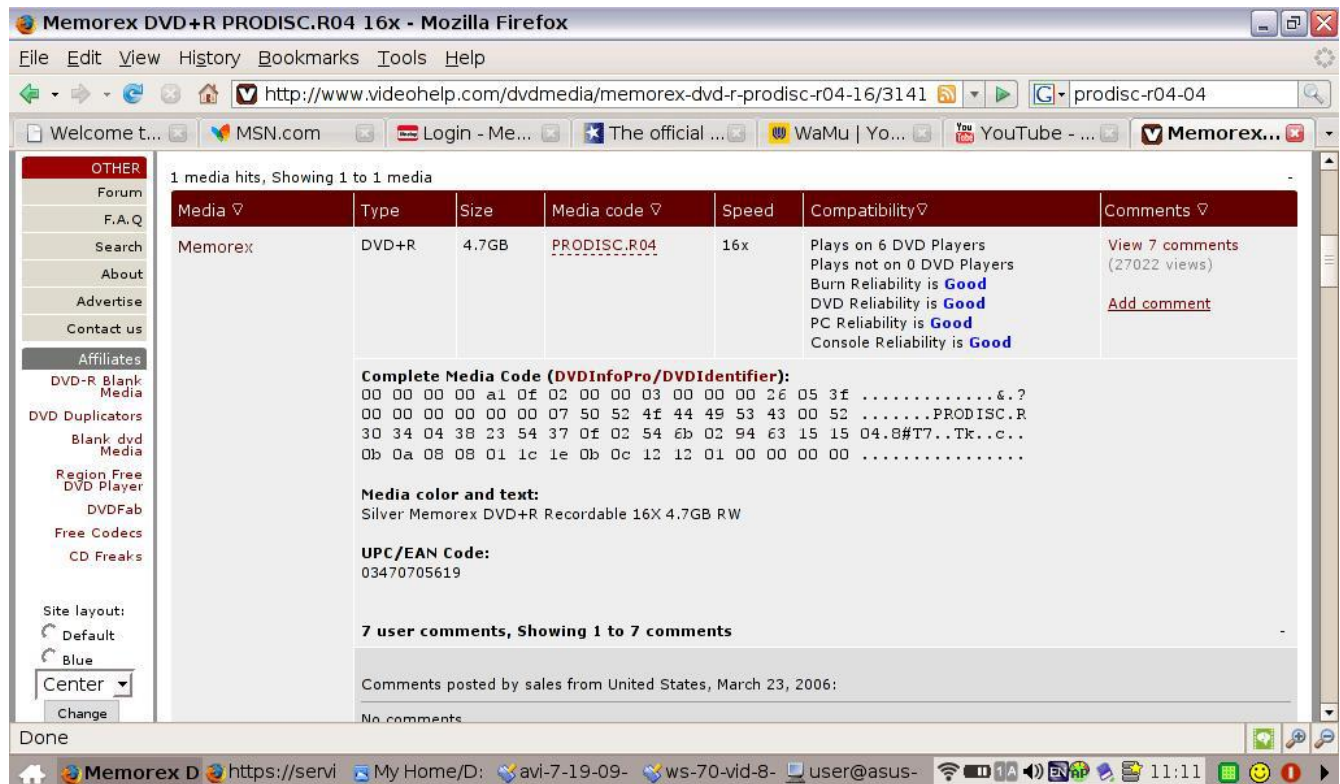 Memorex DVD+R PRODISC.R04 16x - Mozilla Firefox
File Edit View History Bookmarks Tools Help
http://www.videohelp.com/dvdmedia/memorex-dvd-r-prodisc-r04-16/3141 G prodisc-r04-04
Welcome t... MSN.com Login - Me... The official ... WaMu | Yo... YouTube - ... Memorex...
OTHER
Forum
F.A.Q
Search
About
Advertise
Contact us
Affiliates
DVD-R Blank
Media
DVD Duplicators
Blank dvd
Media
Region Free
DVD Player
DVDFab
Free Codecs
CD Freaks
Site layout:
Default
Blue
Center
Change
1 media hits, Showing 1 to 1 media -
Media Type Size Media code Speed Compatibility Comments
Memorex DVD+R 4.7GB PRODISC.R04 16x Plays on 6 DVD Players View 7 comments
Plays not on 0 DVD Players (27022 views)
Burn Reliability is Good
DVD Reliability is Good Add comment
PC Reliability is Good
Console Reliability is Good
Complete Media Code (DVDInfoPro/DVDIdentifier):
00 00 00 00 a1 0f 02 00 00 03 00 00 00 26 05 3f .............&.?
00 00 00 00 00 00 07 50 52 4f 44 49 53 43 00 52 .......PRODISC.R
30 34 04 38 23 54 37 0f 02 54 6b 02 94 63 15 15 04.8#T7..Tk..c..
0b 0a 08 08 01 1c 1e 0b 0c 12 12 01 00 00 00 00 ................
Media color and text:
Silver Memorex DVD+R Recordable 16X 4.7GB RW
UPC/EAN Code:
03470705619
7 user comments, Showing 1 to 7 comments -
Comments posted by sales from United States, March 23, 2006:
No comments
Done
Memorex D https://servi My Home/D: avi-7-19-09- ws-70-vid-8- user@asus- 1A EN AP 11:11